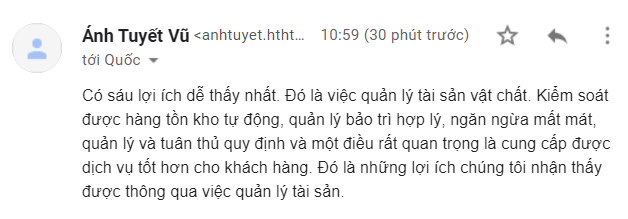 Ánh Tuyết Vũ <anhtuyet.htht... 10:59 (30 phút trước)
tới Quốc
Có sáu lợi ích dễ thấy nhất. Đó là việc quản lý tài sản vật chất. Kiểm soát
được hàng tồn kho tự động, quản lý bảo trì hợp lý, ngăn ngừa mất mát,
quản lý và tuân thủ quy định và một điều rất quan trọng là cung cấp được
dịch vụ tốt hơn cho khách hàng. Đó là những lợi ích chúng tôi nhận thấy
được thông qua việc quản lý tài sản.